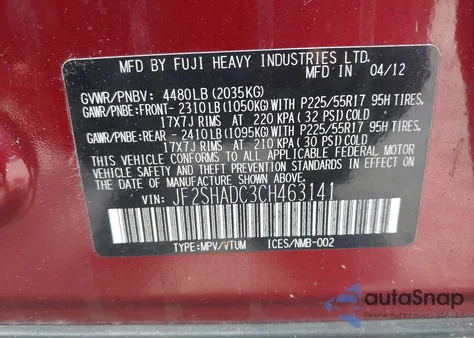 MFD BY FUJI HEAVY INDUSTRIES LTD.
MFD IN 04/12
GVWR/PNBV: 4480LB(2035KG)
GAWR/PNBE:FRONT- 2310LB(1050KG)WITH P225/55R17 95H TIRES,
17X7J RIMS AT 220 KPA( 32 PSI)COLD
GAWR/PNBE:REAR -2410LB(1095KG)WITH P225/55R17 95H TIRES,
17X7J RIMS AT 210 KPA( 30 PSI)COLD
THIS VEHICLE CONFORMS TO ALL APPLICABLE FEDERAL MOTOR
VEHICLE SAFETY AND THEFT PREVENTION STANDARDS
IN EFFECT ON THE DATE OF MANUFACTURE SHOWN ABOVE.
VIN: JF2SHADC3CH463141
TYPE:MPV/VTUM ICES/NMB-002
autoSnap